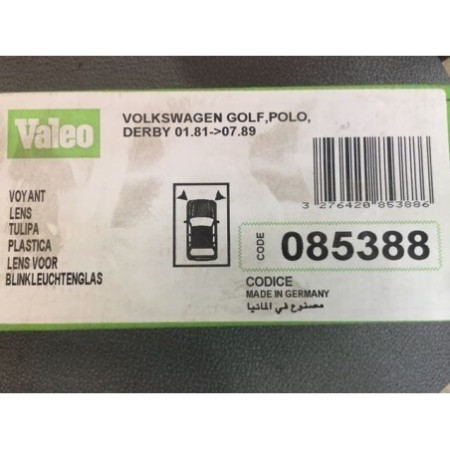 Valeo
VOLKSWAGEN GOLF,POLO,
DERBY 01.81->07.89
VOYANT
LENS
TULIPA
PLASTICA
LENS VOOR
BLINKLEUCHTENGLAS
3 276420 853886
CODE
085388
CODICE
MADE IN GERMANY
مصنوع في المانيا